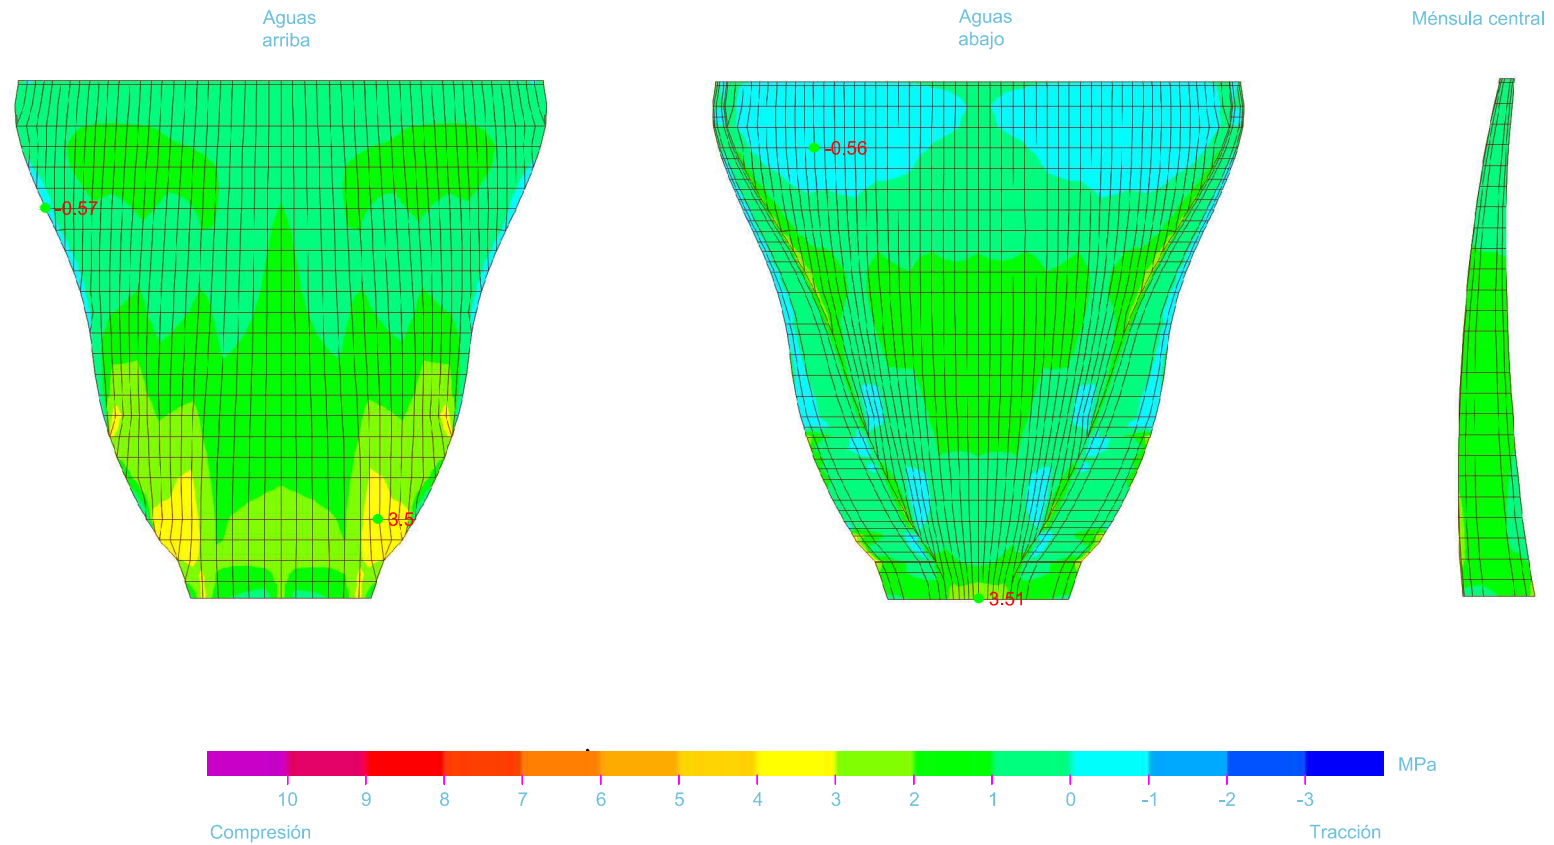 Aguas
arriba
Aguas
abajo
Ménsula central
-0.56
-0.57
3.5
3.51
MPa
10 9 8 7 6 5 4 3 2 1 0 -1 -2 -3
Compresión
Tracción